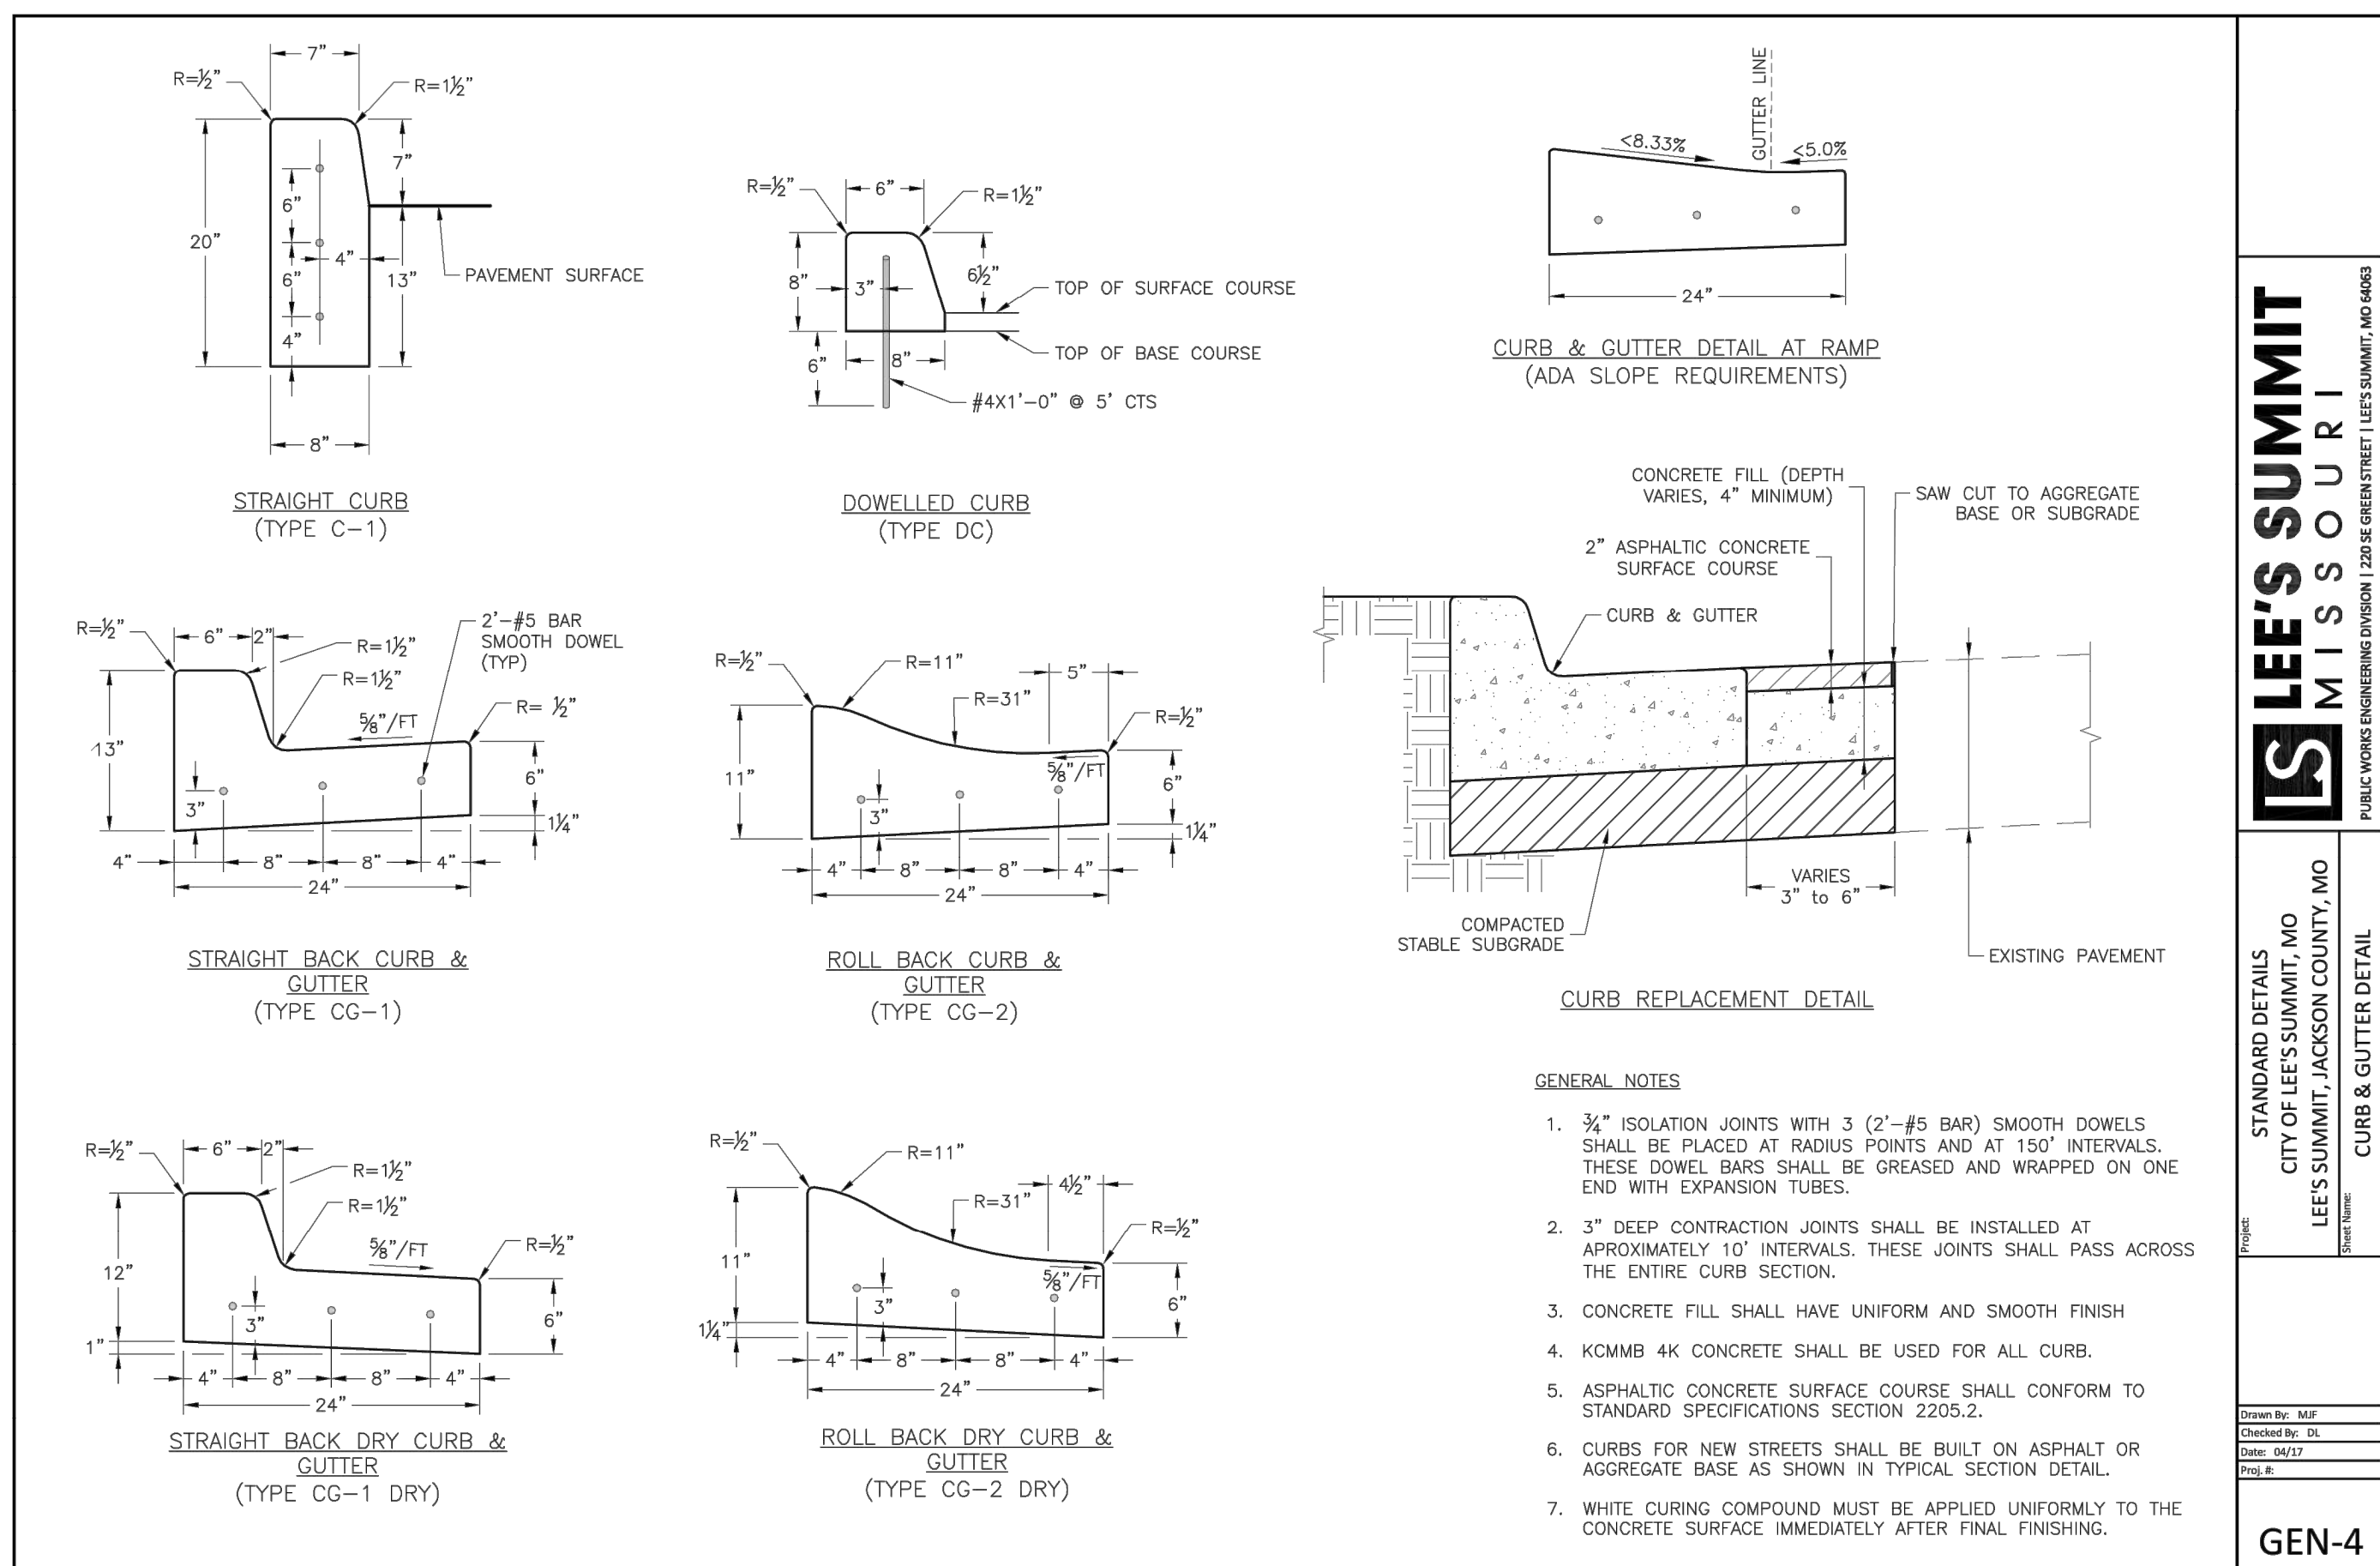 7"
R=½"
R=1½"
20"
7"
6"
6"
4"
4"
13"
PAVEMENT SURFACE
8"
STRAIGHT CURB
(TYPE C-1)
R=½"
6"
R=1½"
8"
3"
6½"
TOP OF SURFACE COURSE
TOP OF BASE COURSE
6"
8"
#4X1'-0" @ 5' CTS
DOWELLED CURB
(TYPE DC)
GUTTER LINE
<8.33%
<5.0%
24"
CURB & GUTTER DETAIL AT RAMP
(ADA SLOPE REQUIREMENTS)
R=½"
6"
2"
R=1½"
R=1½"
2'-#5 BAR
SMOOTH DOWEL
(TYP)
R= ½"
⅝"/FT
13"
3"
6"
1¼"
4"
8"
8"
4"
24"
STRAIGHT BACK CURB &
GUTTER
(TYPE CG-1)
R=½"
R=11"
R=31"
5"
R=½"
11"
3"
⅝"/FT
6"
1¼"
4"
8"
8"
4"
24"
ROLL BACK CURB &
GUTTER
(TYPE CG-2)
CONCRETE FILL (DEPTH
VARIES, 4" MINIMUM)
SAW CUT TO AGGREGATE
BASE OR SUBGRADE
2" ASPHALTIC CONCRETE
SURFACE COURSE
CURB & GUTTER
VARIES
3" to 6"
COMPACTED
STABLE SUBGRADE
EXISTING PAVEMENT
CURB REPLACEMENT DETAIL
R=½"
6"
2"
R=1½"
R=1½"
⅝"/FT
R=½"
12"
3"
6"
1"
4"
8"
8"
4"
24"
STRAIGHT BACK DRY CURB &
GUTTER
(TYPE CG-1 DRY)
R=½"
R=11"
R=31"
4½"
R=½"
11"
3"
⅝"/FT
6"
1¼"
4"
8"
8"
4"
24"
ROLL BACK DRY CURB &
GUTTER
(TYPE CG-2 DRY)
GENERAL NOTES
1. ¾" ISOLATION JOINTS WITH 3 (2'-#5 BAR) SMOOTH DOWELS
SHALL BE PLACED AT RADIUS POINTS AND AT 150' INTERVALS.
THESE DOWEL BARS SHALL BE GREASED AND WRAPPED ON ONE
END WITH EXPANSION TUBES.
2. 3" DEEP CONTRACTION JOINTS SHALL BE INSTALLED AT
APROXIMATELY 10' INTERVALS. THESE JOINTS SHALL PASS ACROSS
THE ENTIRE CURB SECTION.
3. CONCRETE FILL SHALL HAVE UNIFORM AND SMOOTH FINISH
4. KCMMB 4K CONCRETE SHALL BE USED FOR ALL CURB.
5. ASPHALTIC CONCRETE SURFACE COURSE SHALL CONFORM TO
STANDARD SPECIFICATIONS SECTION 2205.2.
6. CURBS FOR NEW STREETS SHALL BE BUILT ON ASPHALT OR
AGGREGATE BASE AS SHOWN IN TYPICAL SECTION DETAIL.
7. WHITE CURING COMPOUND MUST BE APPLIED UNIFORMLY TO THE
CONCRETE SURFACE IMMEDIATELY AFTER FINAL FINISHING.
LS
LEE'S SUMMIT
MISSOURI
PUBLIC WORKS ENGINEERING DIVISION | 220 SE GREEN STREET | LEE'S SUMMIT, MO 64063
Project:
STANDARD DETAILS
CITY OF LEE'S SUMMIT, MO
LEE'S SUMMIT, JACKSON COUNTY, MO
Sheet Name:
CURB & GUTTER DETAIL
Drawn By: MJF
Checked By: DL
Date: 04/17
Proj. #:
GEN-4